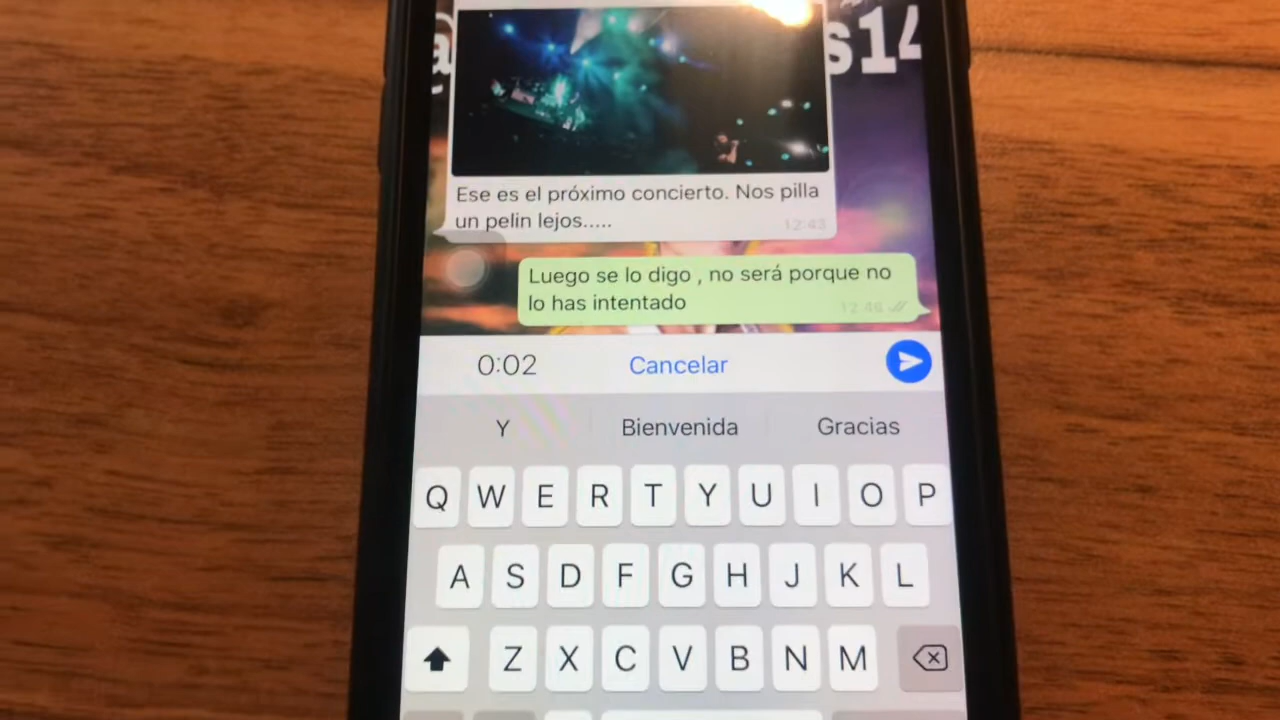 s14
Ese es el próximo concierto. Nos pilla
un pelin lejos.....
12:43
Luego se lo digo , no será porque no
lo has intentado
12:46
0:02 Cancelar
Y Bienvenida Gracias
Q W E R T Y U I O P
A S D F G H J K L
Z X C V B N M